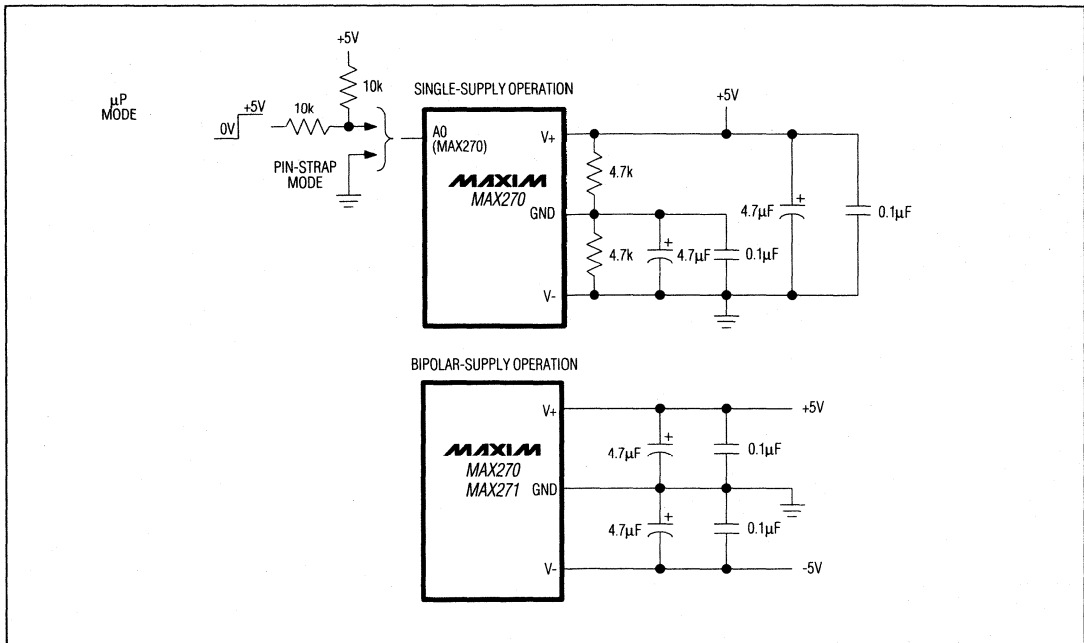 +5V
10k
SINGLE-SUPPLY OPERATION
µP
MODE
0V
+5V
10k
A0
(MAX270)
PIN-STRAP
MODE
MAXIM
MAX270
V+
GND
V-
+5V
4.7k
4.7k
4.7µF
+
0.1µF
4.7µF
+
0.1µF
BIPOLAR-SUPPLY OPERATION
MAXIM
MAX270
MAX271
V+
GND
V-
+5V
4.7µF
+
0.1µF
4.7µF
+
0.1µF
-5V